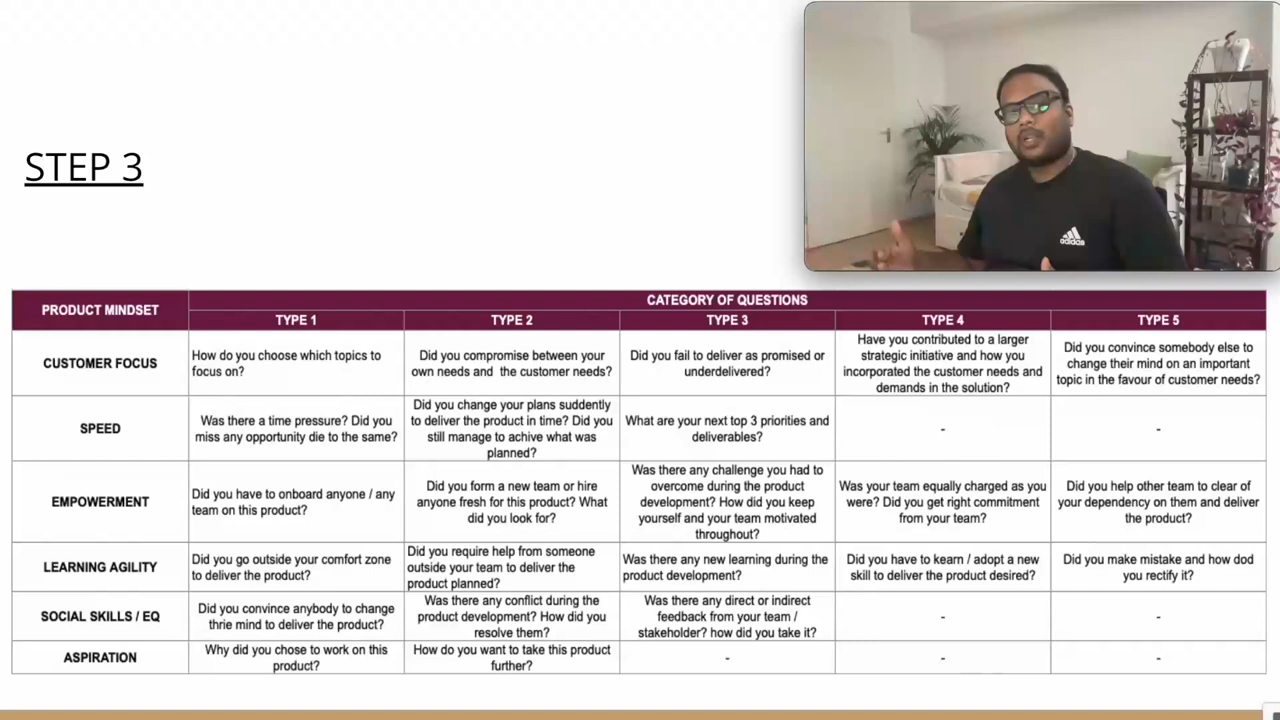 STEP 3
adidas
PRODUCT MINDSET
CATEGORY OF QUESTIONS
TYPE 1
TYPE 2
TYPE 3
TYPE 4
TYPE 5
CUSTOMER FOCUS
How do you choose which topics to
focus on?
Did you compromise between your
own needs and the customer needs?
Did you fail to deliver as promised or
underdelivered?
Have you contributed to a larger
strategic initiative and how you
incorporated the customer needs and
demands in the solution?
Did you convince somebody else to
change their mind on an important
topic in the favour of customer needs?
SPEED
Was there a time pressure? Did you
miss any opportunity die to the same?
Did you change your plans suddently
to deliver the product in time? Did you
still manage to achive what was
planned?
What are your next top 3 priorities and
deliverables?
-
-
EMPOWERMENT
Did you have to onboard anyone / any
team on this product?
Did you form a new team or hire
anyone fresh for this product? What
did you look for?
Was there any challenge you had to
overcome during the product
development? How did you keep
yourself and your team motivated
throughout?
Was your team equally charged as you
were? Did you get right commitment
from your team?
Did you help other team to clear of
your dependency on them and deliver
the product?
LEARNING AGILITY
Did you go outside your comfort zone
to deliver the product?
Did you require help from someone
outside your team to deliver the
product planned?
Was there any new learning during the
product development?
Did you have to kearn / adopt a new
skill to deliver the product desired?
Did you make mistake and how dod
you rectify it?
SOCIAL SKILLS / EQ
Did you convince anybody to change
thrie mind to deliver the product?
Was there any conflict during the
product development? How did you
resolve them?
Was there any direct or indirect
feedback from your team /
stakeholder? how did you take it?
-
-
ASPIRATION
Why did you chose to work on this
product?
How do you want to take this product
further?
-
-
-